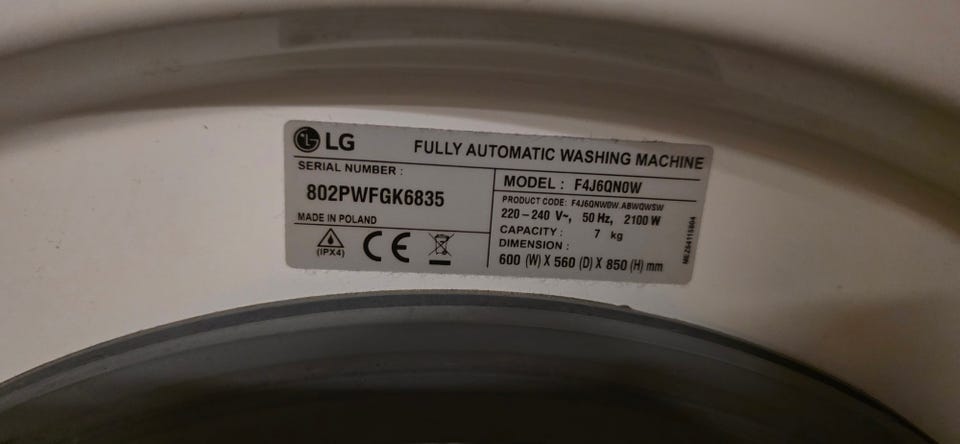 LG
FULLY AUTOMATIC WASHING MACHINE
SERIAL NUMBER :
802PWFGK6835
MADE IN POLAND
(IPX4)
CE
MODEL : F4J6QN0W
PRODUCT CODE: F4J6QNW0W.ABWQWSW
220-240 V~, 50 Hz, 2100 W
CAPACITY : 7 kg
DIMENSION :
600 (W) X 560 (D) X 850 (H) mm